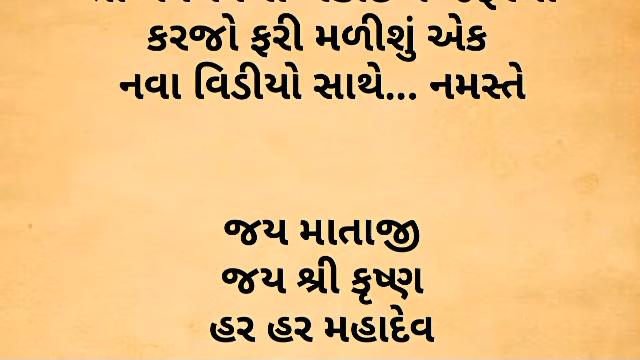 કરજો ફરી મળીશું એક
નવા વિડીયો સાથે... નમસ્તે
જય માતાજી
જય શ્રી કૃષ્ણ
હર હર મહાદેવ